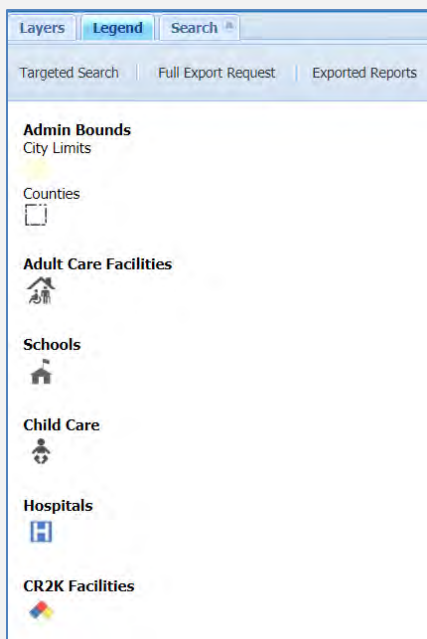 Layers Legend Search
Targeted Search Full Export Request Exported Reports
Admin Bounds
City Limits
Counties
Adult Care Facilities
Schools
Child Care
Hospitals
H
CR2K Facilities